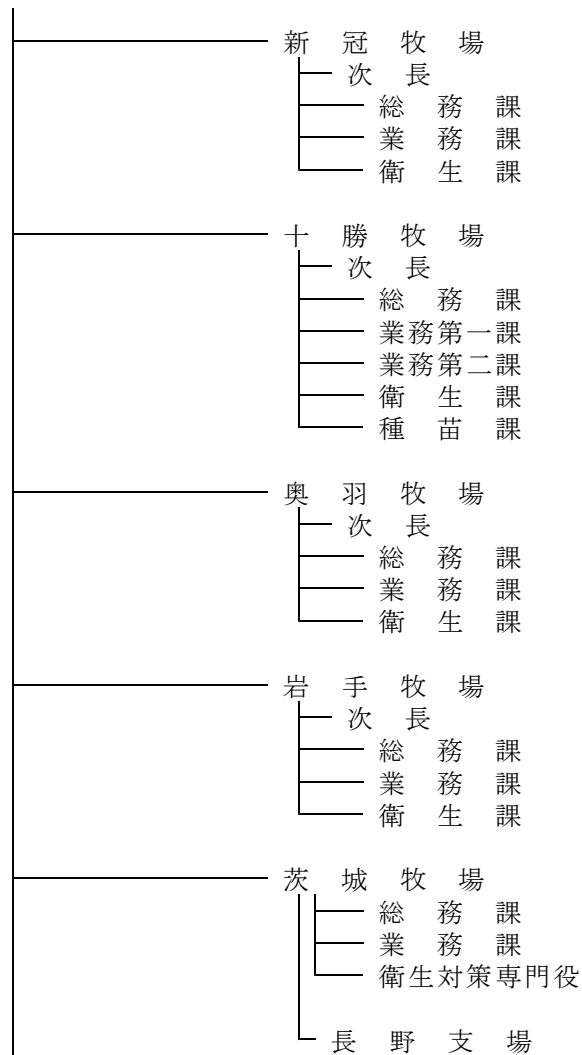 新冠牧場
次長
総務課
業務課
衛生課
十勝牧場
次長
総務課
業務第一課
業務第二課
衛生課
種苗課
奥羽牧場
次長
総務課
業務課
衛生課
岩手牧場
次長
総務課
業務課
衛生課
茨城牧場
総務課
業務課
衛生対策専門役
長野支場